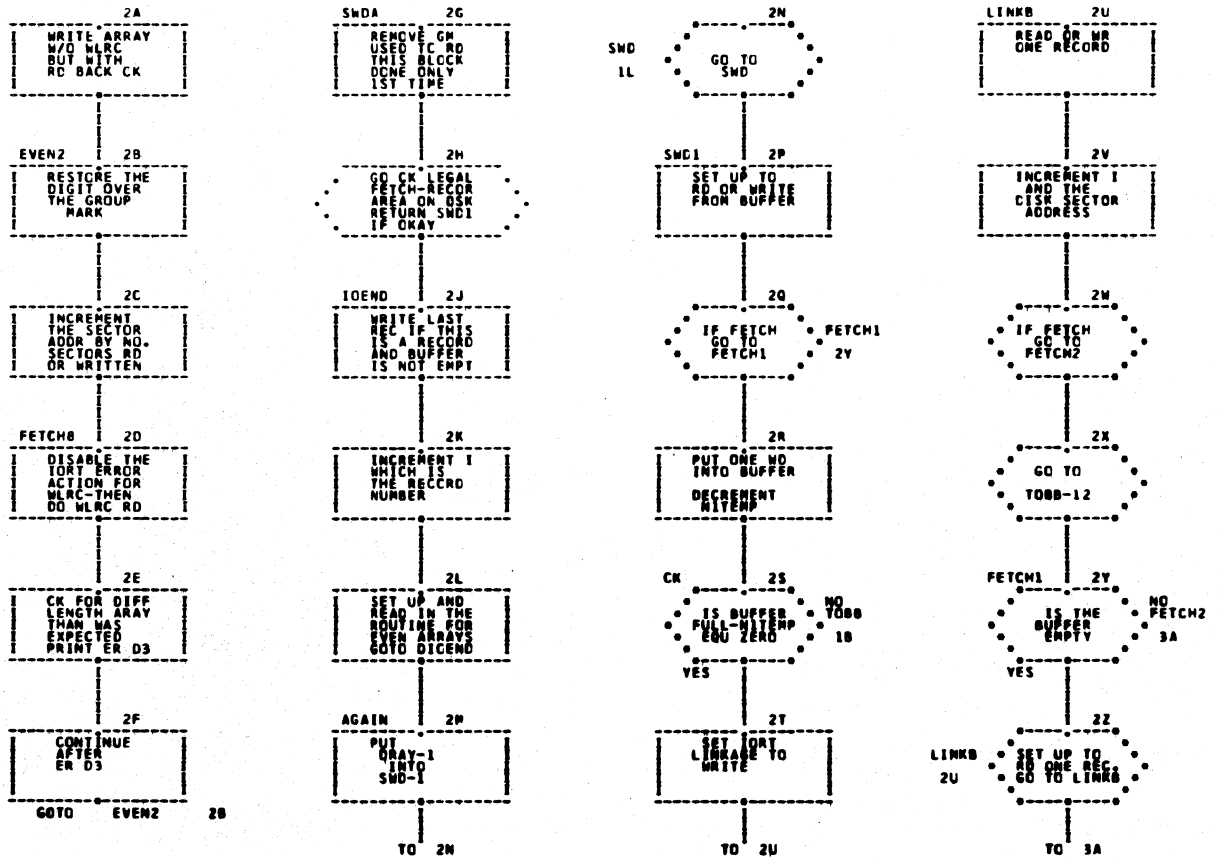 2A
WRITE ARRAY
W/O WLRC
BUT WITH
RD BACK CK
EVEN2 2B
RESTORE THE
DIGIT OVER
THE GROUP
MARK
2C
INCREMENT
THE SECTOR
ADDR BY NO.
SECTORS RD
OR WRITTEN
FETCH8 2D
DISABLE THE
IORT ERROR
ACTION FOR
WLRC-THEN
DO WLRC RD
2E
CK FOR DIFF
LENGTH ARAY
THAN WAS
EXPECTED
PRINT ER D3
2F
CONTINUE
AFTER
ER D3
GOTO EVEN2 2B
SWDA 2G
REMOVE GM
USED TC RD
THIS BLOCK
DONE ONLY
1ST TIME
2H
GO CK LEGAL
FETCH-RECOR
AREA ON DSK
RETURN SWD1
IF OKAY
IOEND 2J
WRITE LAST
REC IF THIS
IS A RECORD
AND BUFFER
IS NOT EMPT
2K
INCREMENT I
WHICH IS
THE RECCRD
NUMBER
2L
SET UP AND
READ IN THE
ROUTINE FOR
EVEN ARRAYS
GOTO DICEND
AGAIN 2M
PUT
QRAY-1
INTO
SWD-1
TO 2N
2N
SWD
1L
GO TO
SWD
SWD1 2P
SET UP TO
RD OR WRITE
FROM BUFFER
2Q
IF FETCH
GO TO
FETCH1
FETCH1
2Y
2R
PUT ONE WD
INTO BUFFER
DECREMENT
NITEMP
CK 2S
IS BUFFER
FULL-NITEMP
EQU ZERO
NO
TOBB
1B
YES
2T
SET IORT
LINKAGE TO
WRITE
TO 2U
LINKB 2U
READ OR WR
ONE RECORD
2V
INCREMENT I
AND THE
DISK SECTOR
ADDRESS
2W
IF FETCH
GO TO
FETCH2
2X
GO TO
TOBB-12
FETCH1 2Y
IS THE
BUFFER
EMPTY
NO
FETCH2
3A
YES
2Z
LINKB
2U
SET UP TO
RD ONE REC.
GO TO LINKB
TO 3A